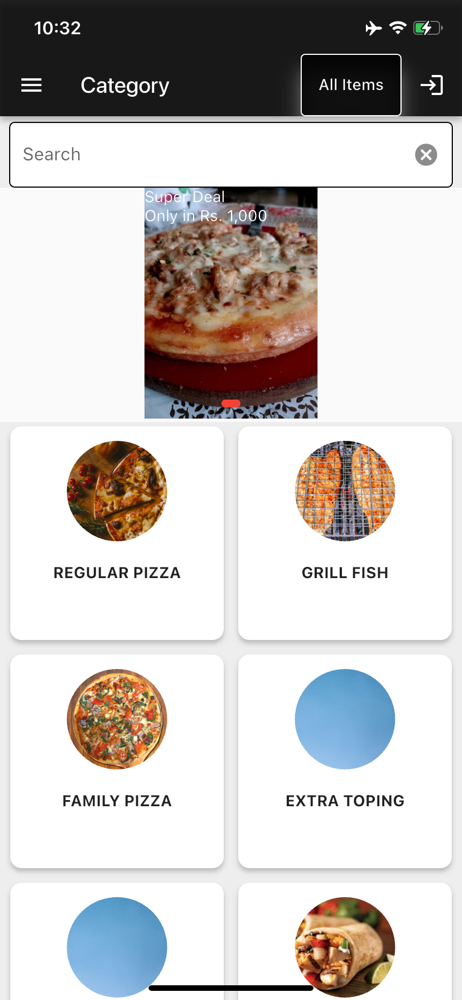 10:32
Category
All Items
Search
Super Deal
Only in Rs. 1,000
REGULAR PIZZA
GRILL FISH
FAMILY PIZZA
EXTRA TOPING